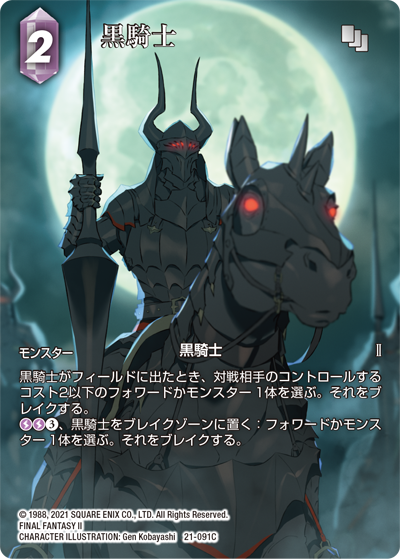 2
黒騎士
モンスター
黒騎士
Ⅱ
黒騎士がフィールドに出たとき、対戦相手のコントロールする
コスト2以下のフォワードかモンスター1体を選ぶ。それをブ
レイクする。
3、黒騎士をブレイクゾーンに置く:フォワードかモンス
ター1体を選ぶ。それをブレイクする。
© 1988, 2021 SQUARE ENIX CO., LTD. All Rights Reserved.
FINAL FANTASY II
CHARACTER ILLUSTRATION: Gen Kobayashi 21-091C